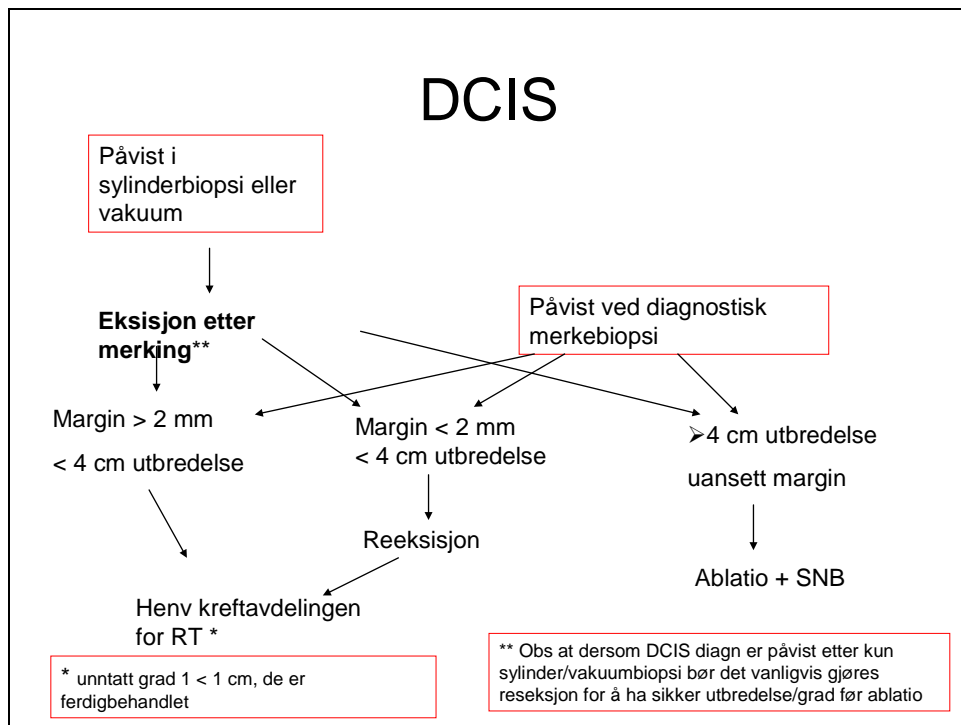 DCIS
Påvist i
sylinderbiopsi eller
vakuum
Eksisjon etter
merking**
Påvist ved diagnostisk
merkebiopsi
Margin > 2 mm
< 4 cm utbredelse
Margin < 2 mm
< 4 cm utbredelse
➢4 cm utbredelse
uansett margin
Reeksisjon
Ablatio + SNB
Henv kreftavdelingen
for RT *
* unntatt grad 1 < 1 cm, de er
ferdigbehandlet
** Obs at dersom DCIS diagn er påvist etter kun
sylinder/vakuumbiopsi bør det vanligvis gjøres
reseksjon for å ha sikker utbredelse/grad før ablatio